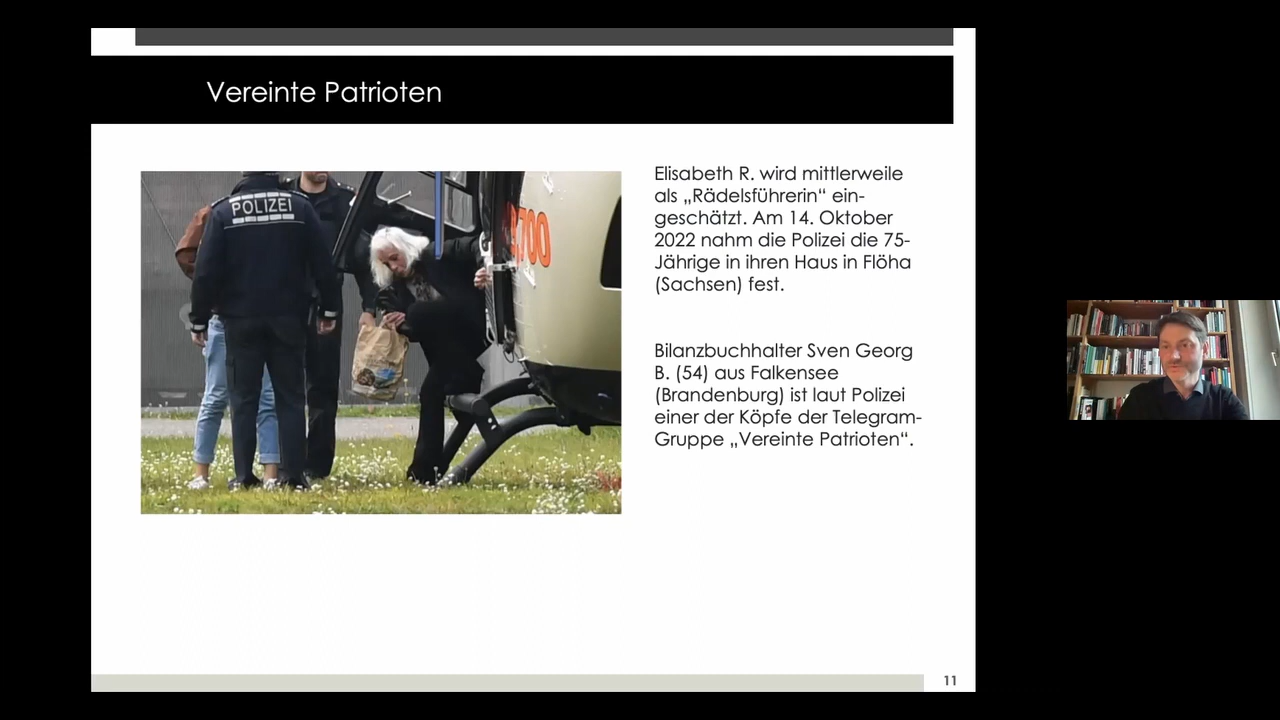 Vereinte Patrioten
POLIZEI
700
Elisabeth R. wird mittlerweile
als „Rädelsführerin“ ein-
geschätzt. Am 14. Oktober
2022 nahm die Polizei die 75-
Jährige in ihren Haus in Flöha
(Sachsen) fest.
Bilanzbuchhalter Sven Georg
B. (54) aus Falkensee
(Brandenburg) ist laut Polizei
einer der Köpfe der Telegram-
Gruppe „Vereinte Patrioten“.
11